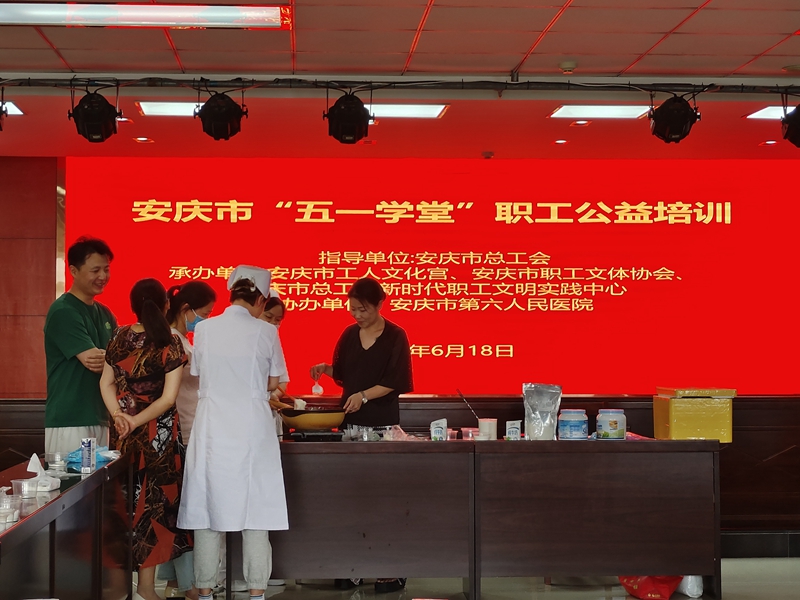 安庆市“五一学堂”职工公益培训
指导单位:安庆市总工会
承办单 安庆市工人文化宫、安庆市职工文体协会、
庆市总工 新时代职工文明实践中心
协办单位 安庆市第六人民医院
年6月18日